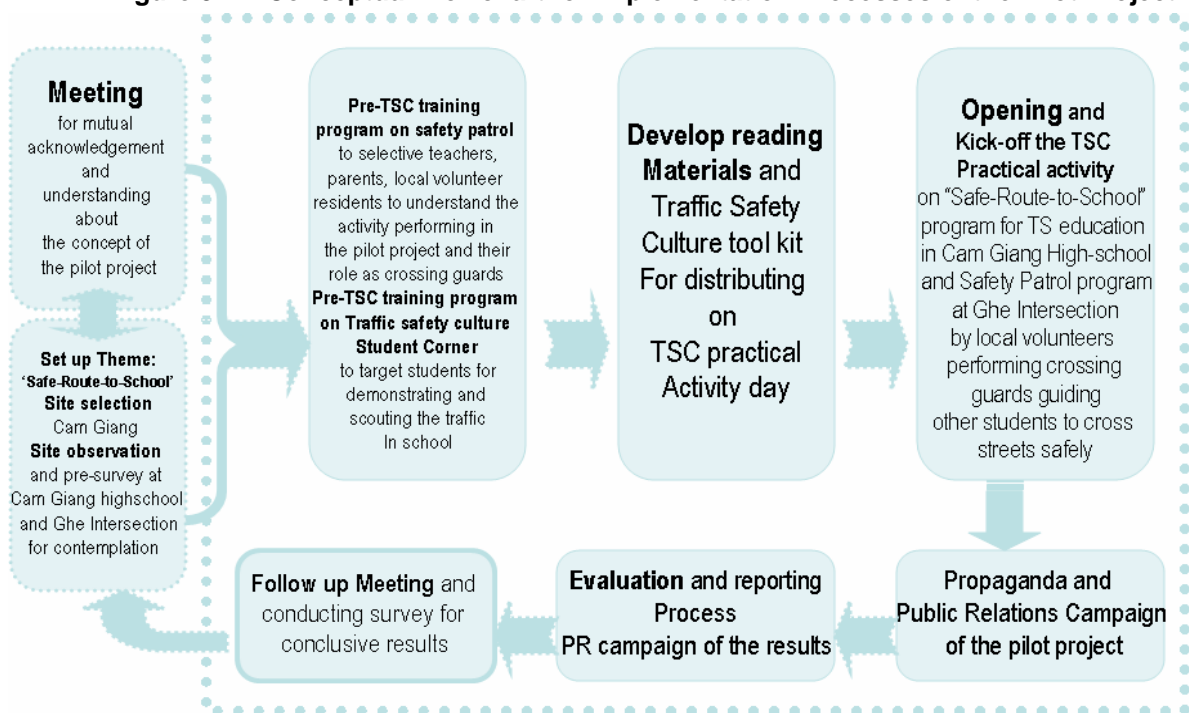 Conceptual Implementation Processes of the Pilot Project
Meeting
for mutual
acknowledgement
and
understanding
about
the concept of
the pilot project
Set up Theme:
'Safe-Route-to-School'
Site selection
Cam Giang
Site observation
and pre-survey at
Cam Giang highschool
and Ghe Intersection
for contemplation
Pre-TSC training
program on safety patrol
to selective teachers,
parents, local volunteer
residents to understand the
activity performing in
the pilot project and their
role as crossing guards
Pre-TSC training program
on Traffic safety culture
Student Corner
to target students for
demonstrating and
scouting the traffic
In school
Develop reading
Materials and
Traffic Safety
Culture tool kit
For distributing
on
TSC practical
Activity day
Opening and
Kick-off the TSC
Practical activity
on "Safe-Route-to-School"
program for TS education
in Cam Giang High-school
and Safety Patrol program
at Ghe Intersection
by local volunteers
performing crossing
guards guiding
other students to cross
streets safely
Propaganda and
Public Relations Campaign
of the pilot project
Evaluation and reporting
Process
PR campaign of the results
Follow up Meeting and
conducting survey for
conclusive results